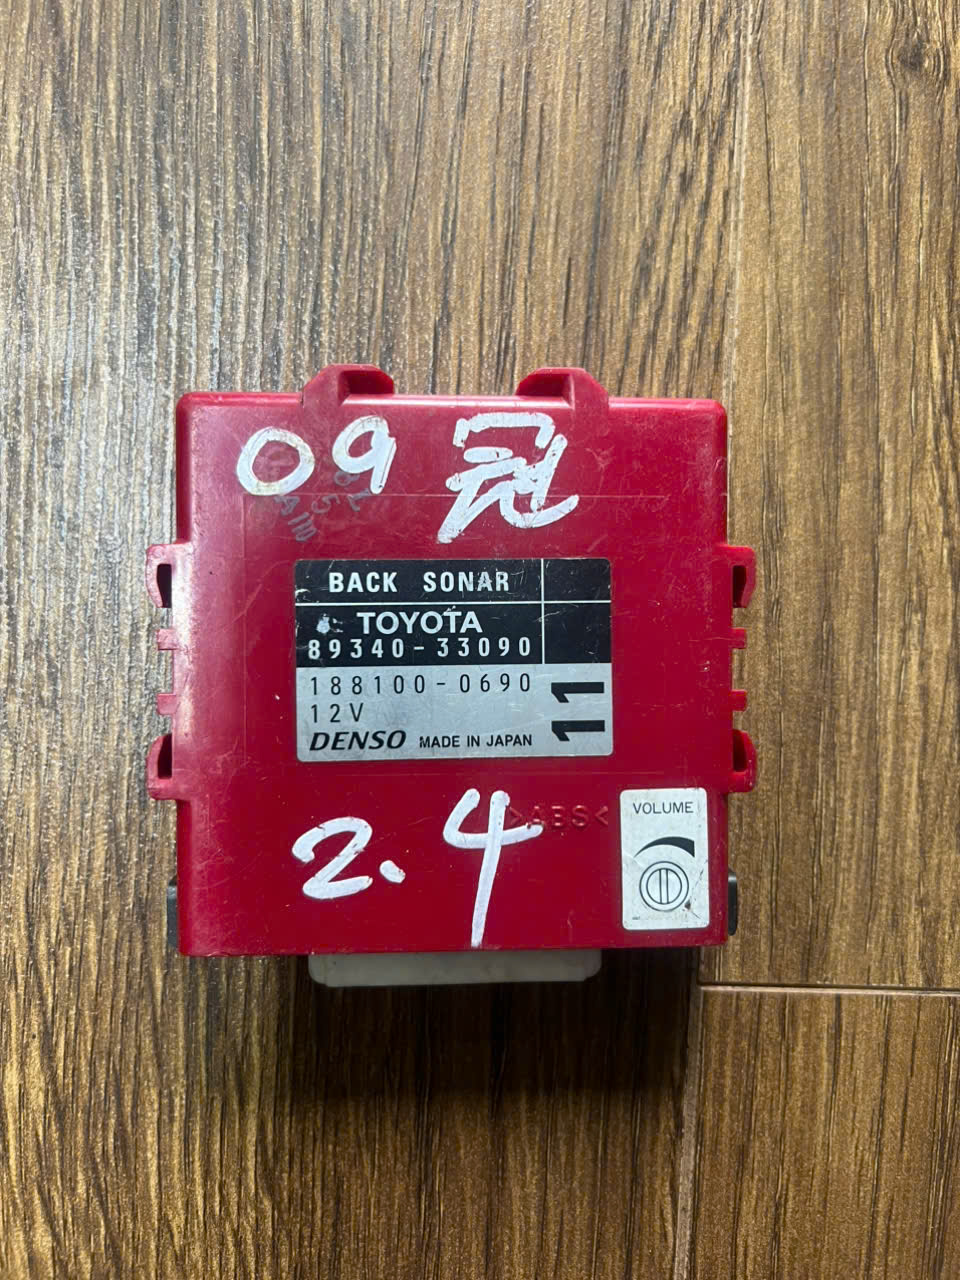 09 冠
BACK SONAR
TOYOTA
89340-33090
188100-0690
12V
DENSO MADE IN JAPAN
11
2.4
>ABS<
VOLUME